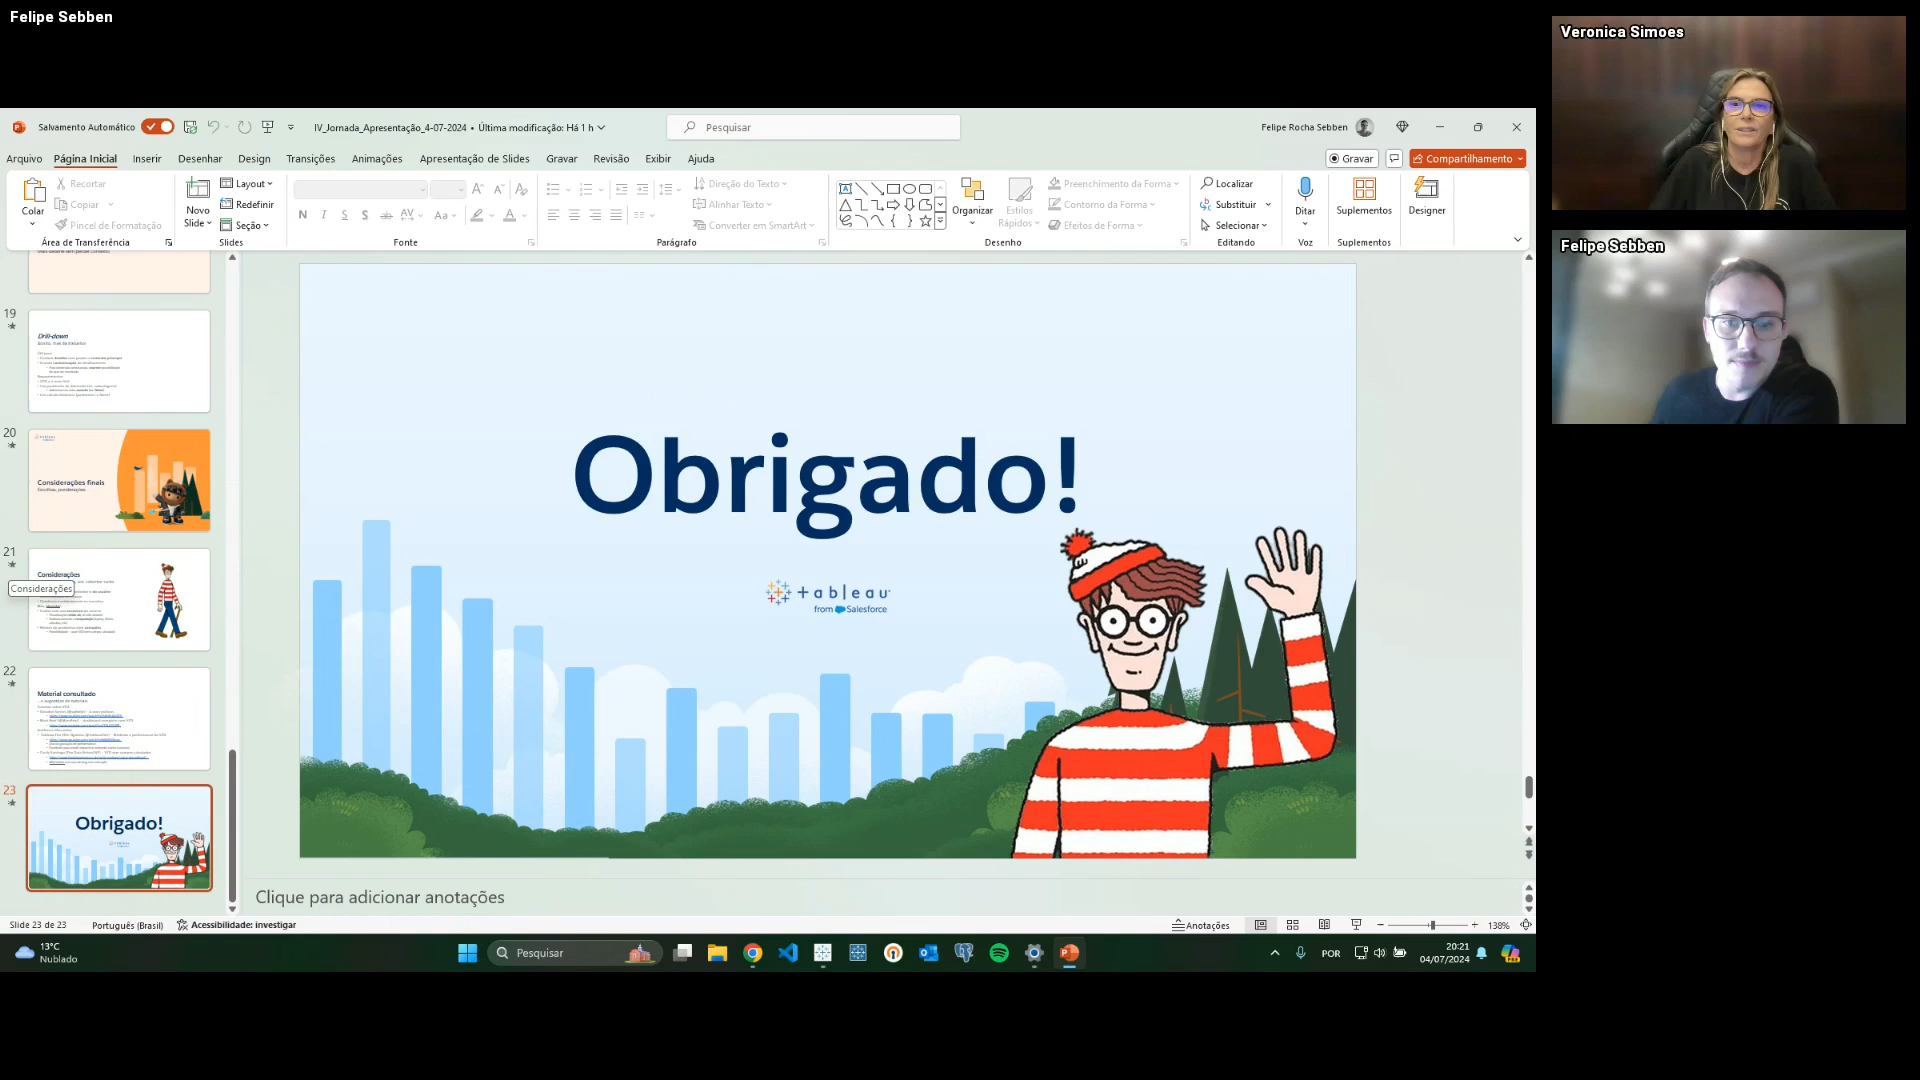 Felipe Sebben
Veronica Simoes
Felipe Sebben
Salvamento Automático
IV_Jornada_Apresentação_4-07-2024 • Última modificação: Há 1 h
Pesquisar
Felipe Rocha Sebben
Arquivo
Página Inicial
Inserir
Desenhar
Design
Transições
Animações
Apresentação de Slides
Gravar
Revisão
Exibir
Ajuda
Gravar
Compartilhamento
Colar
Recortar
Copiar
Pincel de Formatação
Área de Transferência
Novo
Slide
Layout
Redefinir
Seção
Slides
N
I
S
S
ab
AV
Aa
A
Fonte
Direção do Texto
Alinhar Texto
Converter em SmartArt
Parágrafo
Organizar
Estilos
Rápidos
Preenchimento da Forma
Contorno da Forma
Efeitos de Forma
Desenho
Localizar
Substituir
Selecionar
Editando
Ditar
Voz
Suplementos
Suplementos
Designer
19
Drill-down
20
Considerações finais
21
Considerações
Considerações
22
Material consultado
23
Obrigado!
Obrigado!
+ableau
from Salesforce
Clique para adicionar anotações
Slide 23 de 23
Português (Brasil)
Acessibilidade: investigar
Anotações
138%
13°C
Nublado
Pesquisar
POR
20:21
04/07/2024